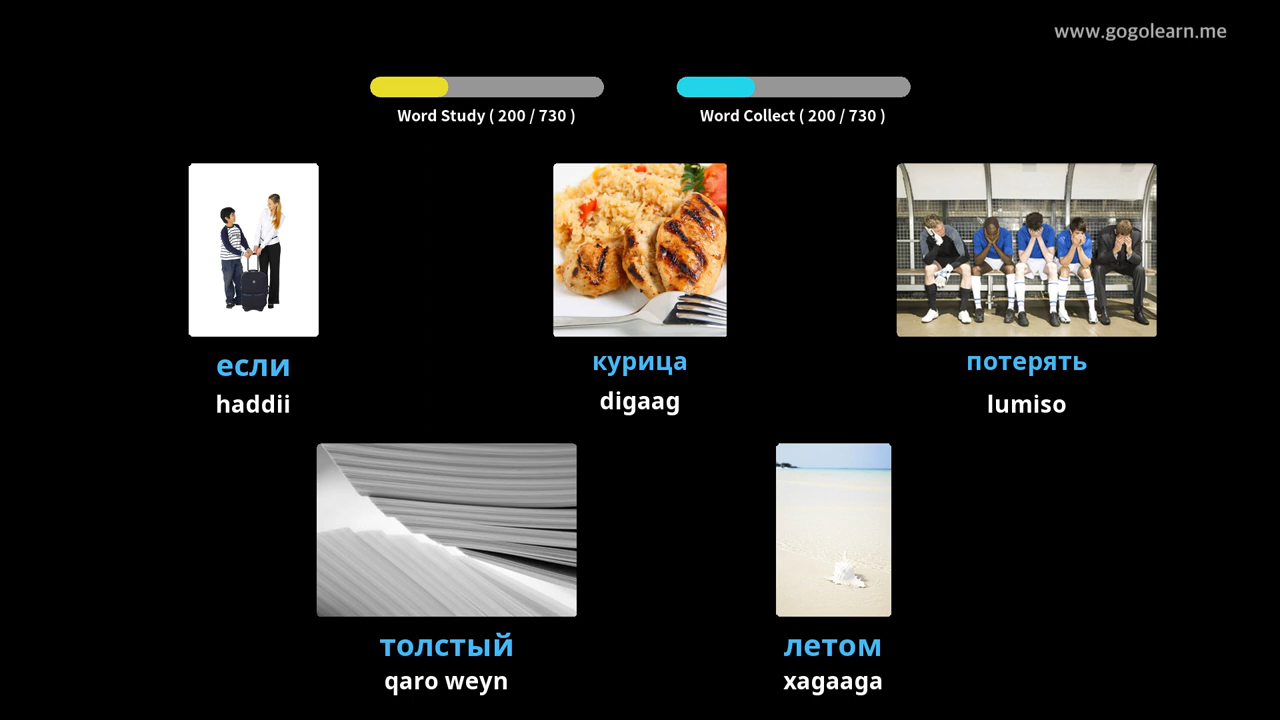 www.gogolearn.me
Word Study ( 200 / 730 )
Word Collect ( 200 / 730 )
если
haddii
курица
digaag
потерять
lumiso
толстый
qaro weyn
летом
xagaaga